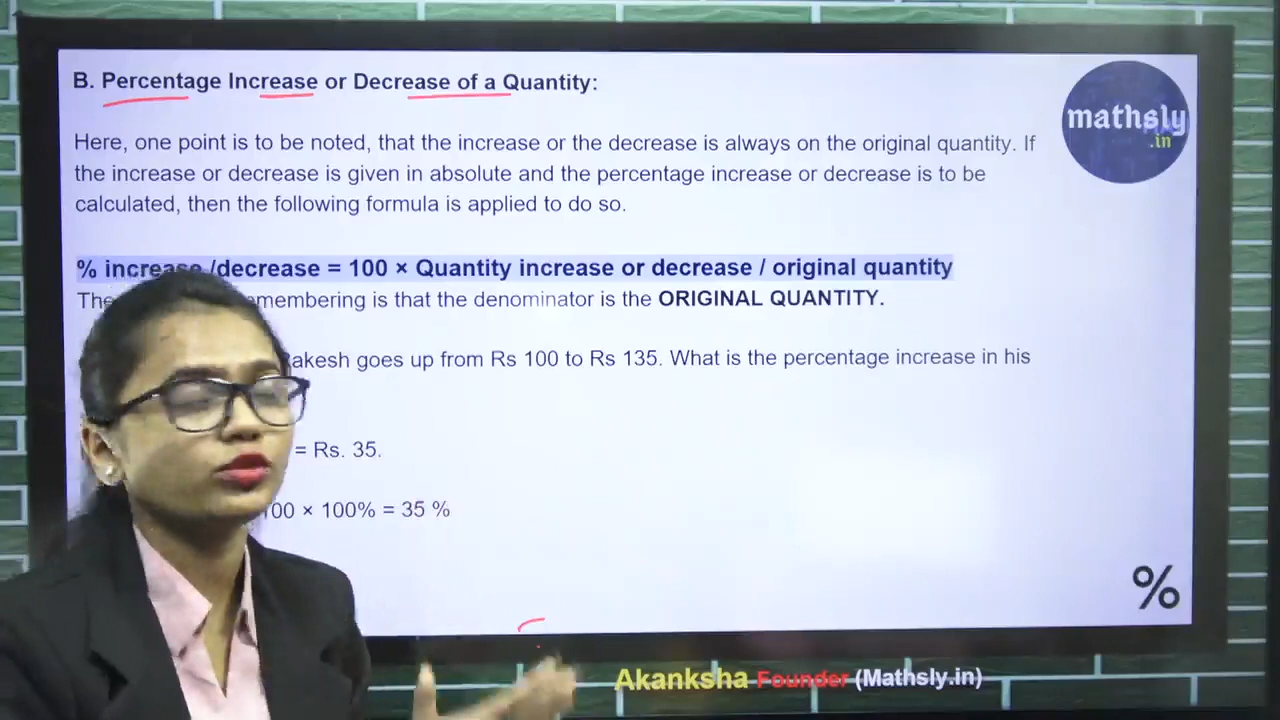 B. Percentage Increase or Decrease of a Quantity:
mathsly
.in
Here, one point is to be noted, that the increase or the decrease is always on the original quantity. If
the increase or decrease is given in absolute and the percentage increase or decrease is to be
calculated, then the following formula is applied to do so.
% increase /decrease = 100 × Quantity increase or decrease / original quantity
The membering is that the denominator is the ORIGINAL QUANTITY.
Rakesh goes up from Rs 100 to Rs 135. What is the percentage increase in his
= Rs. 35.
100 × 100% = 35 %
%
Akanksha Founder (Mathsly.in)